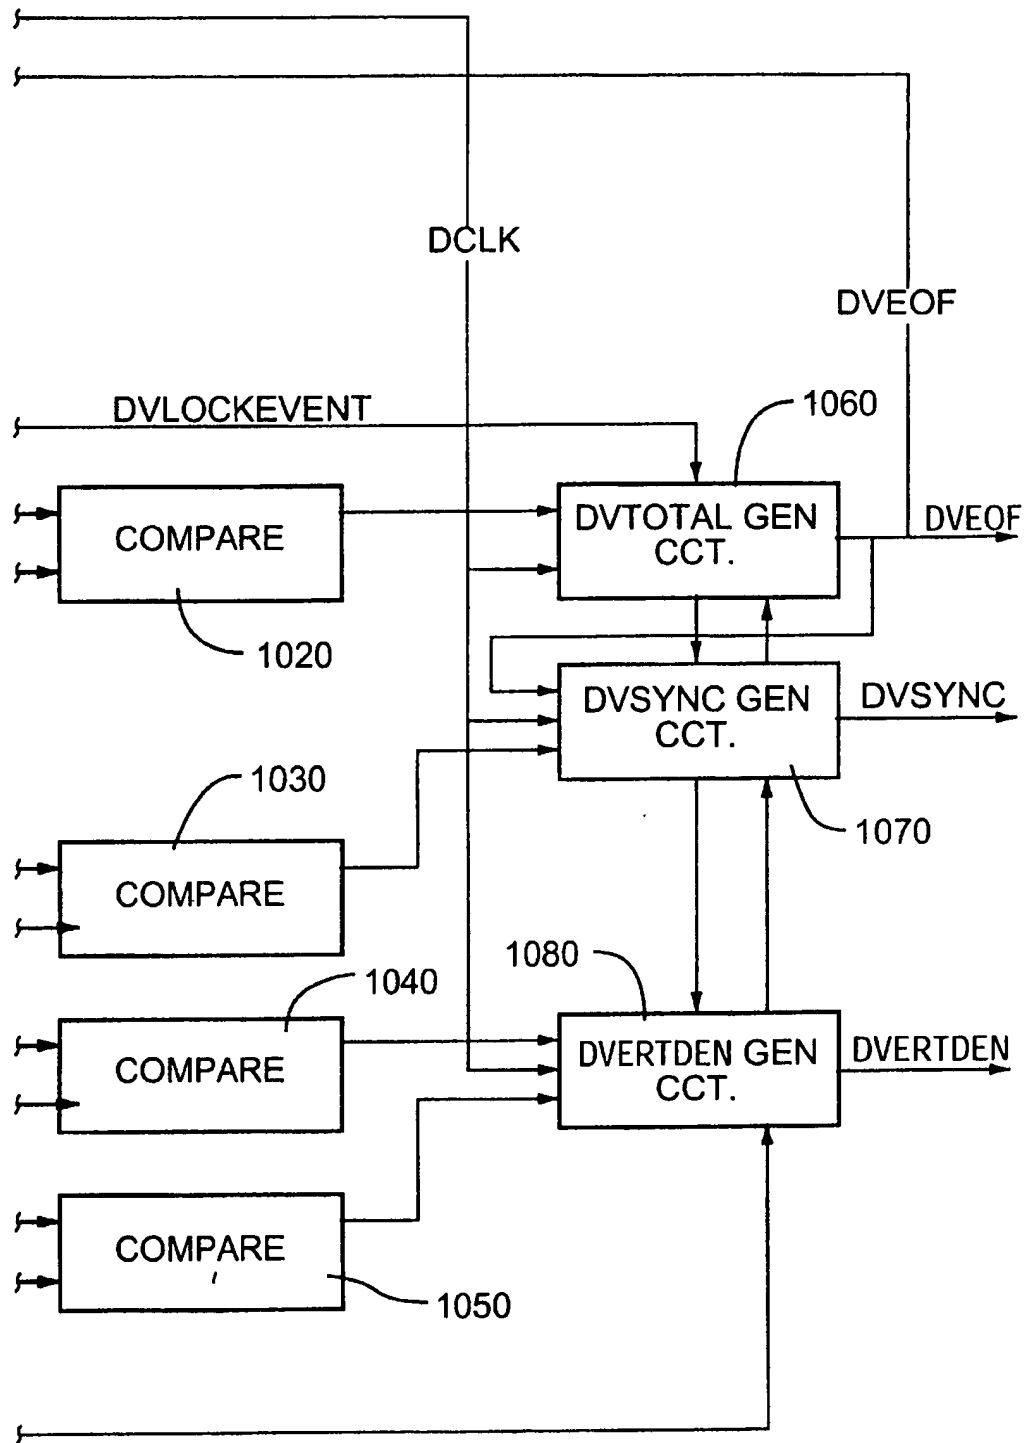 DCLK
DVEOF
DVLOCKEVENT
1060
COMPARE
DVTOTAL GEN
CCT.
DVEOF
1020
DVSYNC GEN
CCT.
DVSYNC
1030
1070
COMPARE
1080
1040
COMPARE
DVERTDEN GEN
CCT.
DVERTDEN
COMPARE
1050